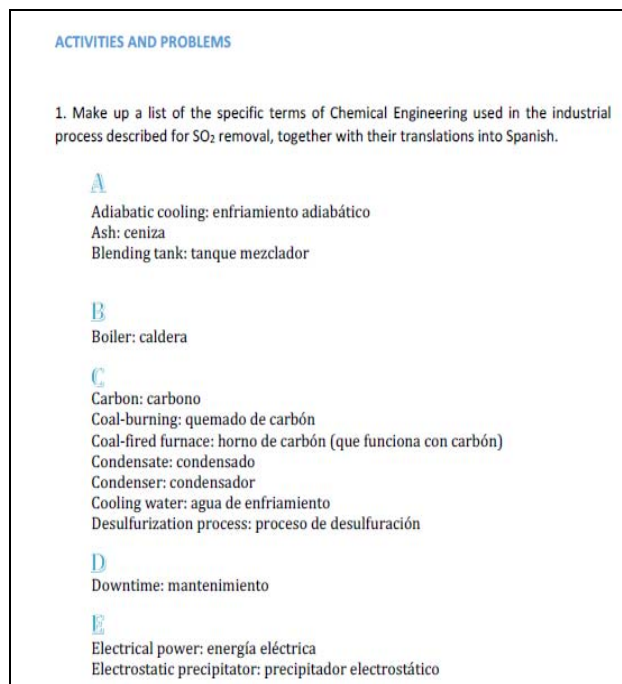 ACTIVITIES AND PROBLEMS
1. Make up a list of the specific terms of Chemical Engineering used in the industrial
process described for SO₂ removal, together with their translations into Spanish.
A
Adiabatic cooling: enfriamiento adiabático
Ash: ceniza
Blending tank: tanque mezclador
B
Boiler: caldera
C
Carbon: carbono
Coal-burning: quemado de carbón
Coal-fired furnace: horno de carbón (que funciona con carbón)
Condensate: condensado
Condenser: condensador
Cooling water: agua de enfriamiento
Desulfurization process: proceso de desulfuración
D
Downtime: mantenimiento
E
Electrical power: energía eléctrica
Electrostatic precipitator: precipitador electrostático